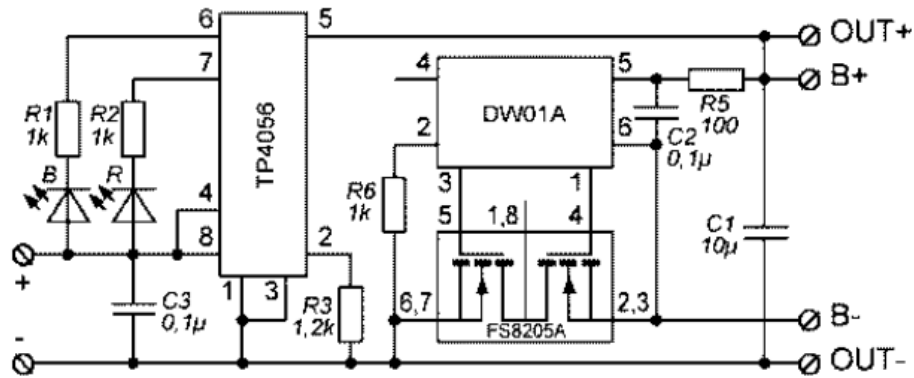 6
5
OUT+
7
4
5
B+
R1
1k
R2
1k
TP4056
DW01A
R5
100
2
6
C2
0,1µ
B
R
3
1
4
R6
1k
5
1,8
4
C1
10µ
8
2
+
1
3
C3
0,1µ
R3
1,2k
6,7
2,3
FS8205A
B-
-
OUT-